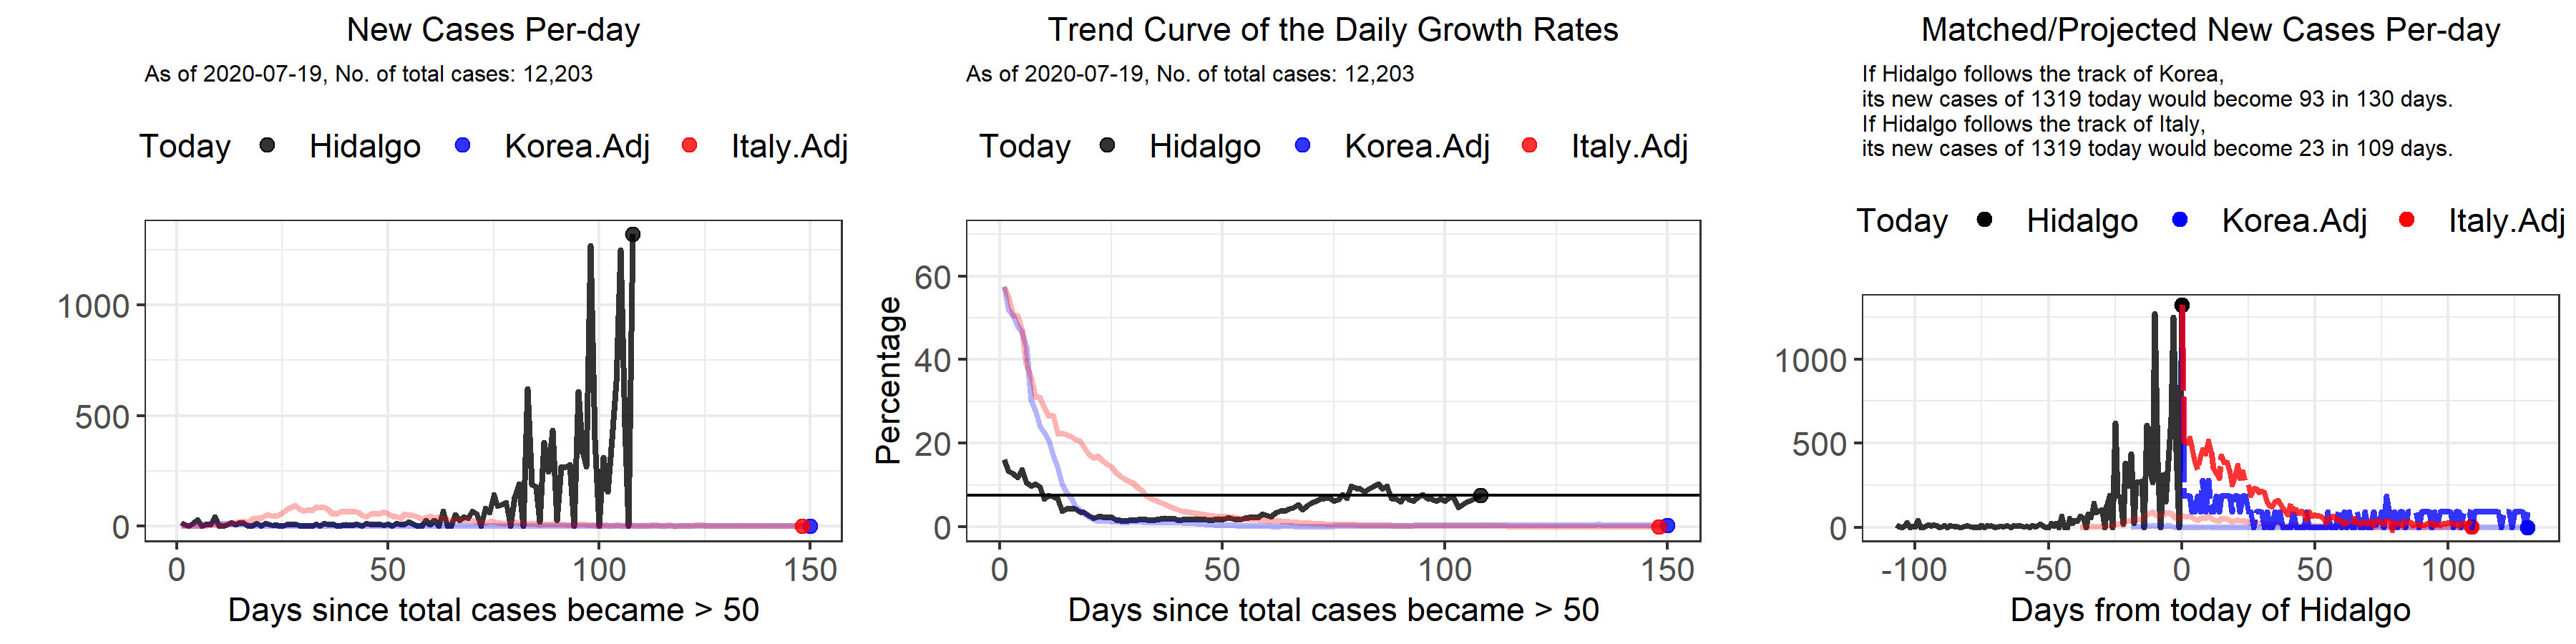 New Cases Per-day
As of 2020-07-19, No. of total cases: 12,203
Today Hidalgo Korea.Adj Italy.Adj
1000
500
0
0 50 100 150
Days since total cases became > 50
Trend Curve of the Daily Growth Rates
As of 2020-07-19, No. of total cases: 12,203
Today Hidalgo Korea.Adj Italy.Adj
Percentage
60
40
20
0
0 50 100 150
Days since total cases became > 50
Matched/Projected New Cases Per-day
If Hidalgo follows the track of Korea,
its new cases of 1319 today would become 93 in 130 days.
If Hidalgo follows the track of Italy,
its new cases of 1319 today would become 23 in 109 days.
Today Hidalgo Korea.Adj Italy.Adj
1000
500
0
-100 -50 0 50 100
Days from today of Hidalgo